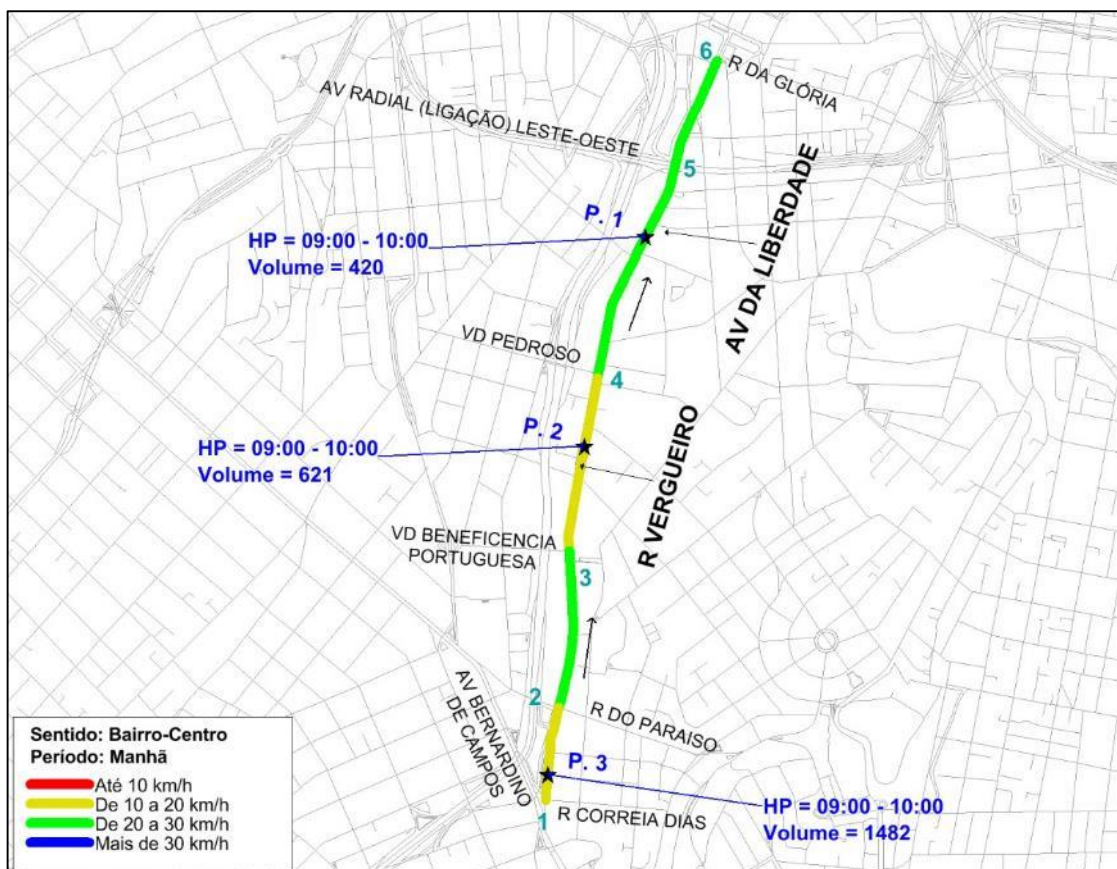 6
R DA GLÓRIA
AV RADIAL (LIGAÇÃO) LESTE-OESTE
5
P. 1
HP = 09:00 - 10:00
Volume = 420
AV DA LIBERDADE
VD PEDROSO
4
P. 2
HP = 09:00 - 10:00
Volume = 621
R VERGUEIRO
VD BENEFICENCIA
PORTUGUESA
3
2
R DO PARAISO
AV BERNARDINO
DE CAMPOS
P. 3
1
R CORREIA DIAS
HP = 09:00 - 10:00
Volume = 1482
Sentido: Bairro-Centro
Período: Manhã
Até 10 km/h
De 10 a 20 km/h
De 20 a 30 km/h
Mais de 30 km/h